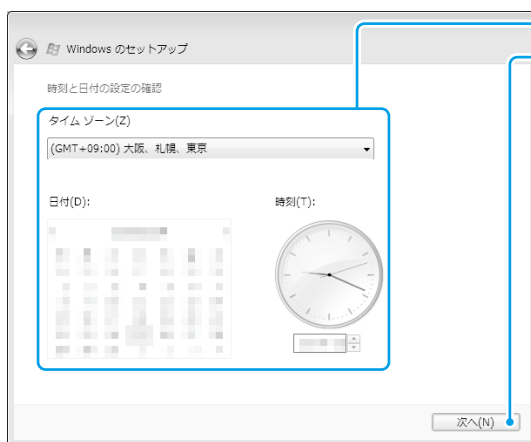 Windows のセットアップ
時刻と日付の設定の確認
タイム ゾーン(Z)
(GMT+09:00) 大阪、札幌、東京
日付(D):
時刻(T):
次へ(N)